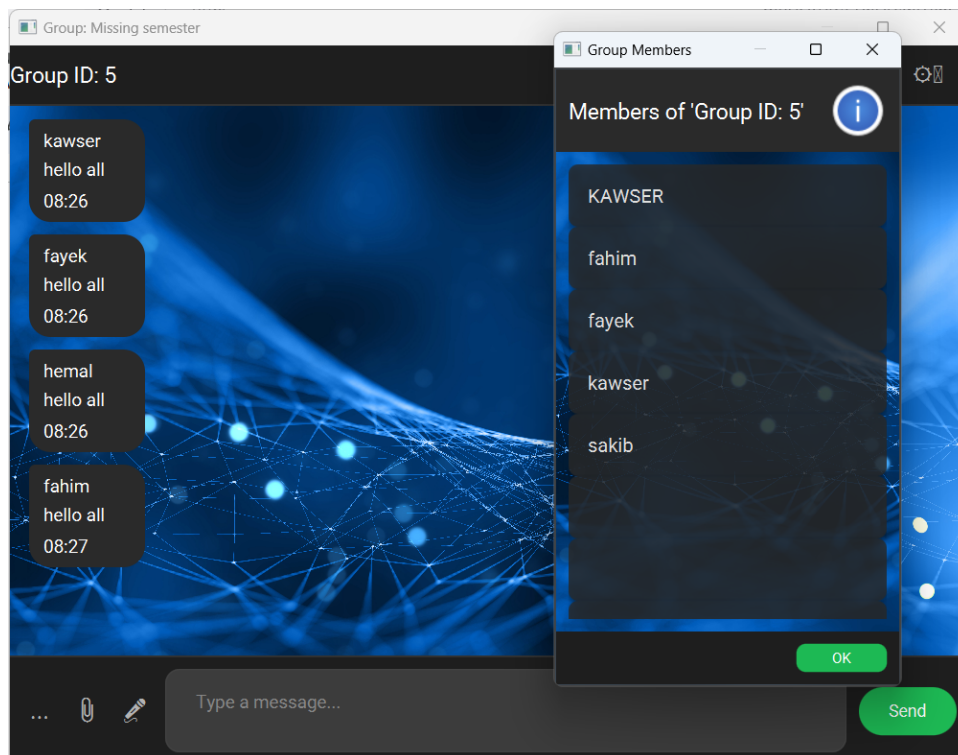 Group: Missing semester
Group ID: 5
kawser
hello all
08:26
fayek
hello all
08:26
hemal
hello all
08:26
fahim
hello all
08:27
... 
Type a message...
Send
Group Members
Members of 'Group ID: 5'
i
KAWSER
fahim
fayek
kawser
sakib
OK